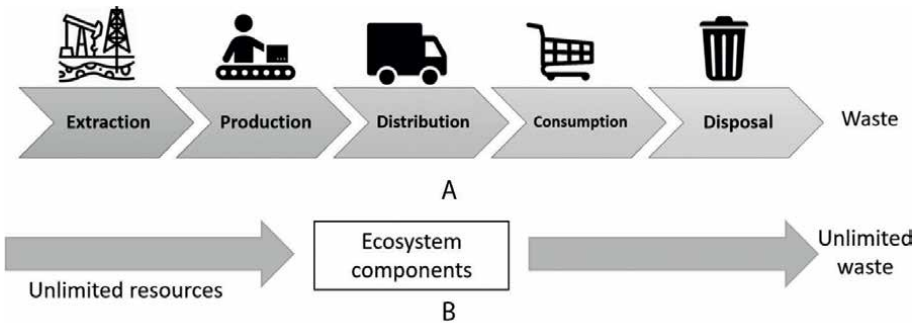 Extraction Production Distribution Consumption Disposal Waste
A
Ecosystem
components
Unlimited resources
Unlimited
waste
B